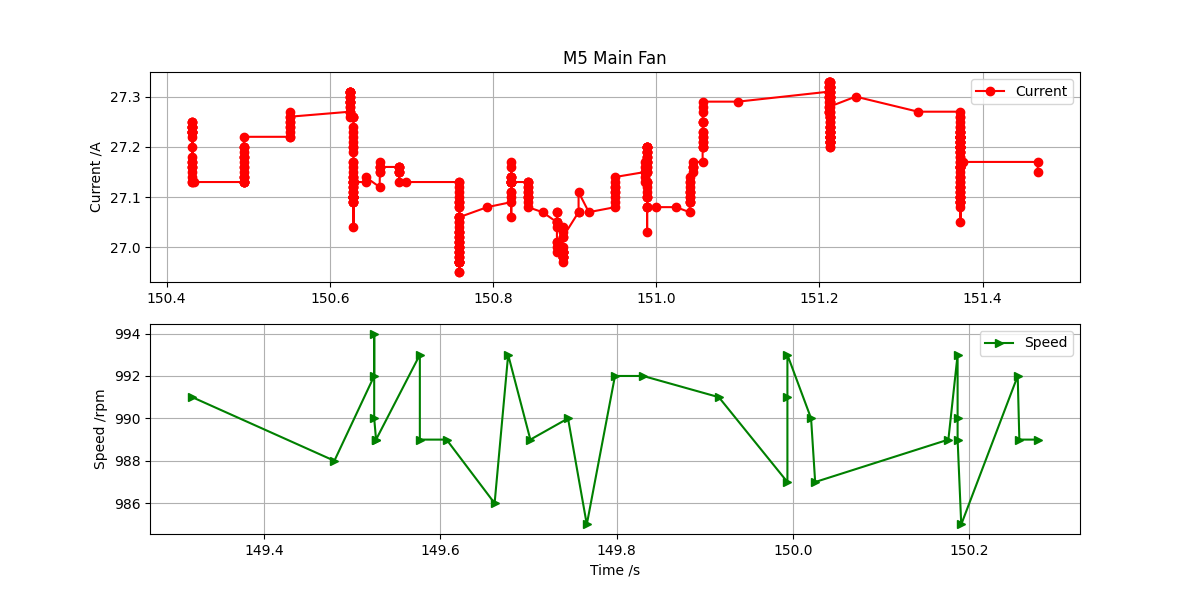 M5 Main Fan
Current /A
27.3
27.2
27.1
27.0
Current
150.4 150.6 150.8 151.0 151.2 151.4
Speed /rpm
994
992
990
988
986
Speed
149.4 149.6 149.8 150.0 150.2
Time /s